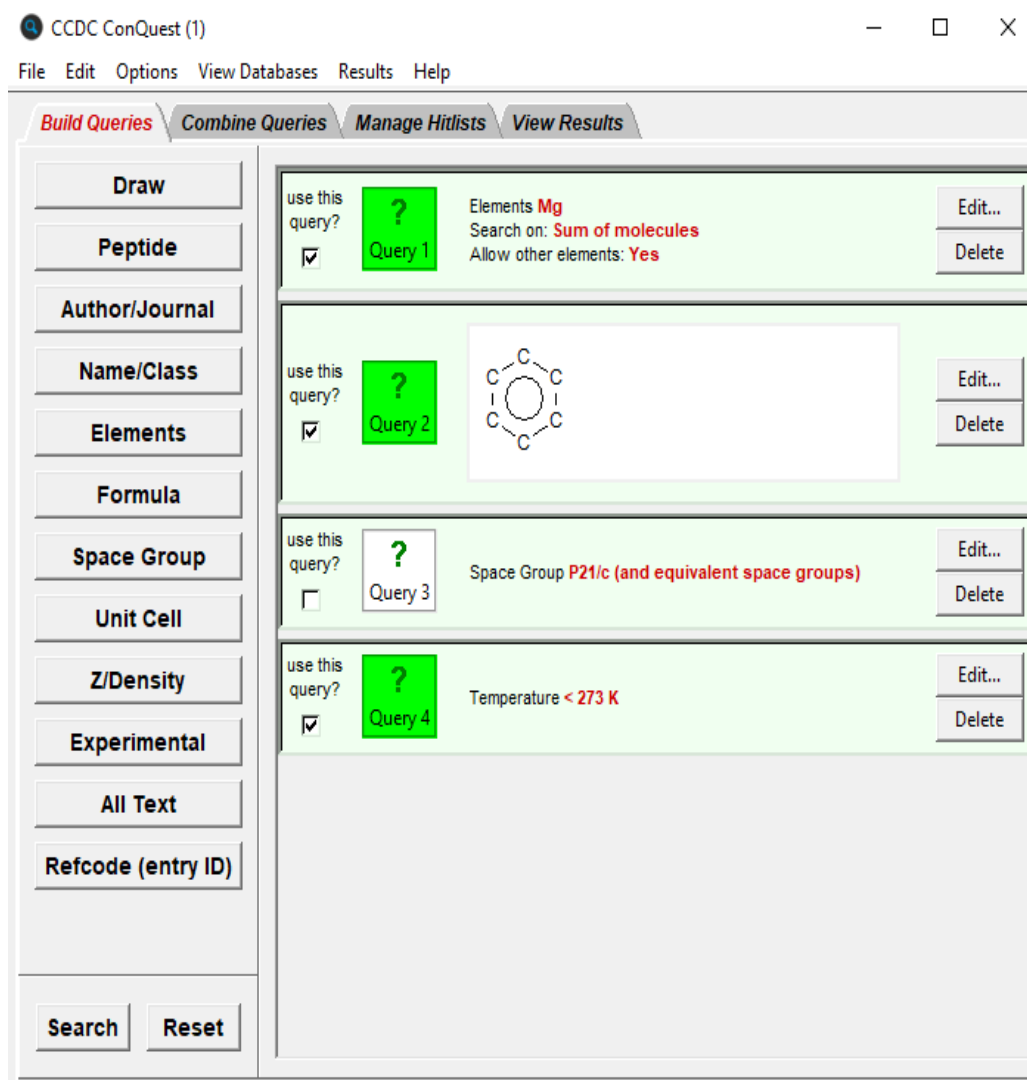 CCDC ConQuest (1)
File Edit Options View Databases Results Help
Build Queries Combine Queries Manage Hitlists View Results
Draw
Peptide
Author/Journal
Name/Class
Elements
Formula
Space Group
Unit Cell
Z/Density
Experimental
All Text
Refcode (entry ID)
Search Reset
use this
query?
?
Query 1
Elements Mg
Search on: Sum of molecules
Allow other elements: Yes
Edit...
Delete
use this
query?
?
Query 2
C
C C
C C
C
Edit...
Delete
use this
query?
?
Query 3
Space Group P21/c (and equivalent space groups)
Edit...
Delete
use this
query?
?
Query 4
Temperature < 273 K
Edit...
Delete